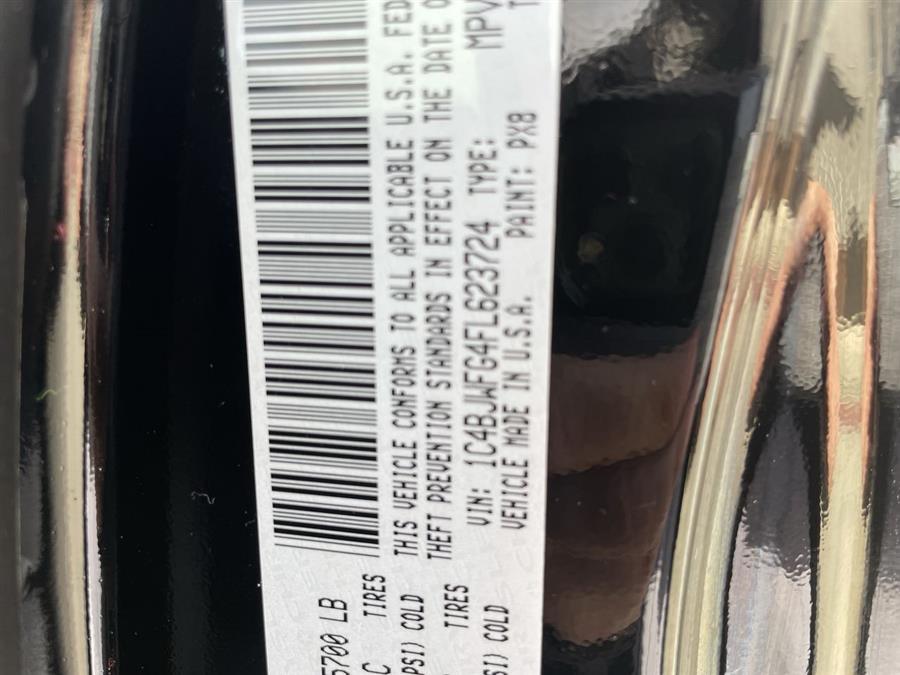 5700 LB
C TIRES
PSI) COLD
TIRES
SI) COLD
THIS VEHICLE CONFORMS TO ALL APPLICABLE U.S.A. FED
THEFT PREVENTION STANDARDS IN EFFECT ON THE DATE O
VIN: 1C4BJWFG4FL623724 TYPE: MPV
VEHICLE MADE IN U.S.A. PAINT: PX8 T